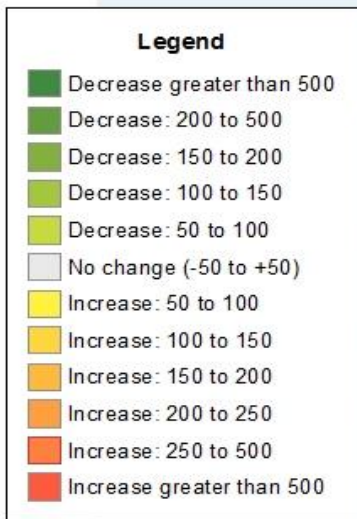 Legend
Decrease greater than 500
Decrease: 200 to 500
Decrease: 150 to 200
Decrease: 100 to 150
Decrease: 50 to 100
No change (-50 to +50)
Increase: 50 to 100
Increase: 100 to 150
Increase: 150 to 200
Increase: 200 to 250
Increase: 250 to 500
Increase greater than 500